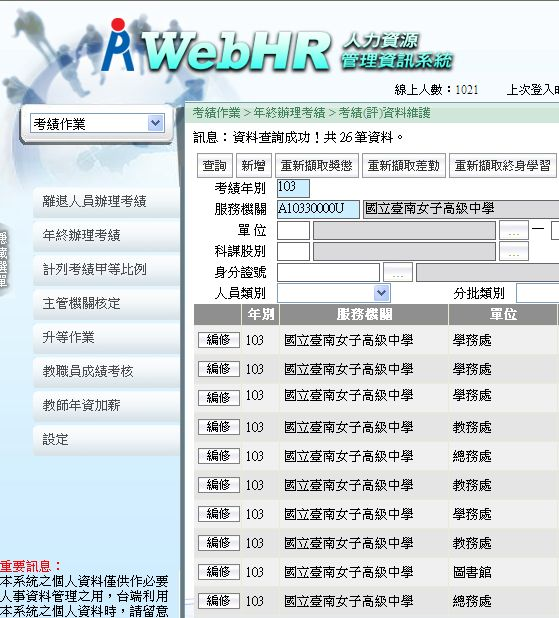 WebHR 人力資源
管理資訊系統
線上人數：1021 上次登入
考績作業 > 年終辦理考績 > 考績(評)資料維護
考績作業
訊息：資料查詢成功！共 26 筆資料。
查詢 新增 重新擷取獎懲 重新擷取差勤 重新擷取終身學習
考績年別 103
服務機關 A10330000U 國立臺南女子高級中學
單 位 ... —
科課股別 ...
身分證號 ...
人員類別 分批類別
離退人員辦理考績
年終辦理考績
計列考績甲等比例
主管機關核定
升等作業
教職員成績考核
教師年資加薪
設定
隱藏選單
年別 服務機關 單位
編修 103 國立臺南女子高級中學 學務處
編修 103 國立臺南女子高級中學 學務處
編修 103 國立臺南女子高級中學 學務處
編修 103 國立臺南女子高級中學 教務處
編修 103 國立臺南女子高級中學 總務處
編修 103 國立臺南女子高級中學 教務處
編修 103 國立臺南女子高級中學 學務處
編修 103 國立臺南女子高級中學 教務處
編修 103 國立臺南女子高級中學 圖書館
編修 103 國立臺南女子高級中學 總務處
重要訊息：
本系統之個人資料僅供作必要
人事資料管理之用，台端利用
本系統之個人資料時，請留意